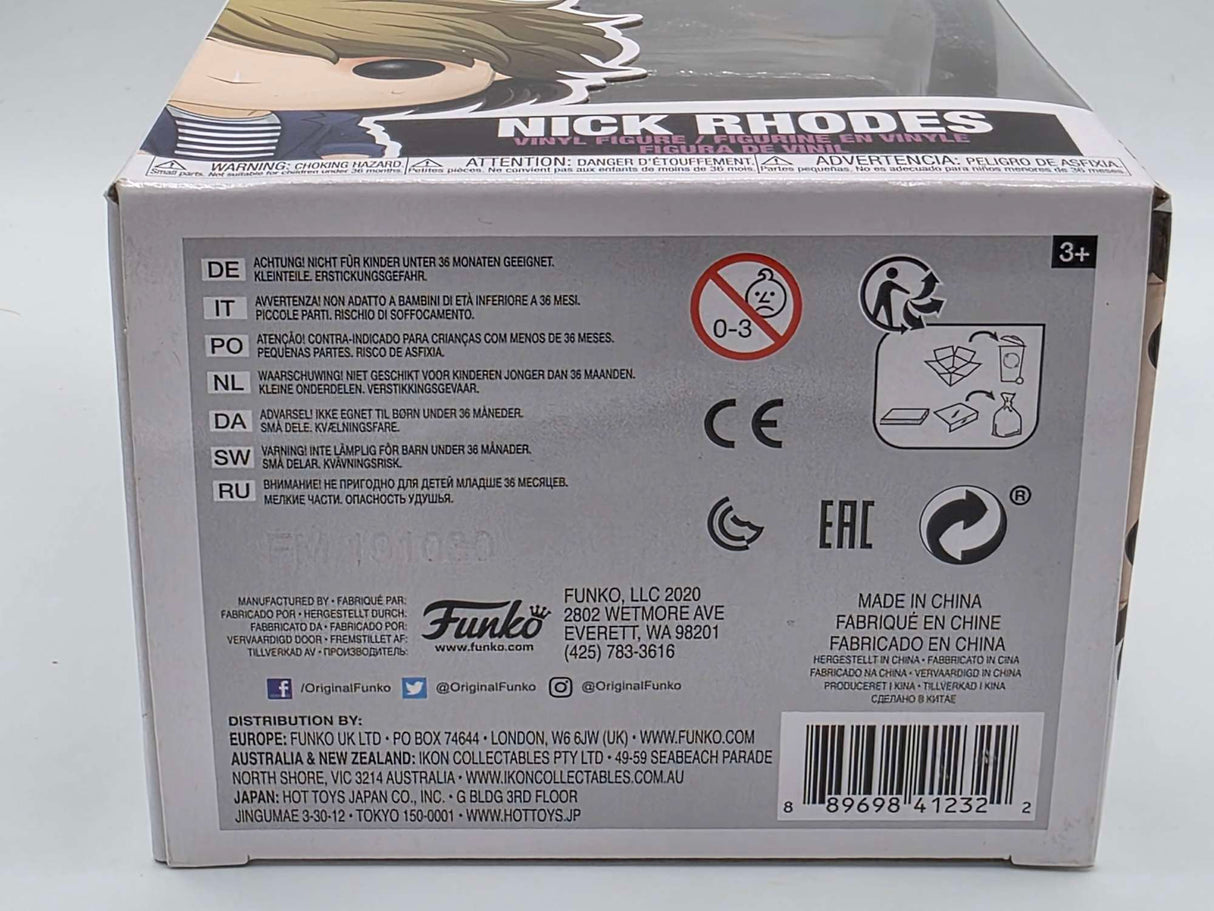 NICK RHODES
VINYL FIGURE / FIGURINE EN VINYLE
FIGURA DE VINIL
WARNING: CHOKING HAZARD.
Small parts. Not suitable for children under 36 months.
ATTENTION: DANGER D'ÉTOUFFEMENT.
Petites pièces. Ne convient pas aux enfants de moins de 36 mois.
ADVERTENCIA: PELIGRO DE ASFIXIA.
Partes pequeñas. No es adecuado para niños menores de 36 meses.
3+
DE ACHTUNG! NICHT FÜR KINDER UNTER 36 MONATEN GEEIGNET.
KLEINTEILE. ERSTICKUNGSGEFAHR.
IT AVVERTENZA! NON ADATTO A BAMBINI DI ETÀ INFERIORE A 36 MESI.
PICCOLE PARTI. RISCHIO DI SOFFOCAMENTO.
PO ATENÇÃO! CONTRA-INDICADO PARA CRIANÇAS COM MENOS DE 36 MESES.
PEQUENAS PARTES. RISCO DE ASFIXIA.
NL WAARSCHUWING! NIET GESCHIKT VOOR KINDEREN JONGER DAN 36 MAANDEN.
KLEINE ONDERDELEN. VERSTIKKINGSGEVAAR.
DA ADVARSEL! IKKE EGNET TIL BØRN UNDER 36 MÅNEDER.
SMÅ DELE. KVÆLNINGSFARE.
SW VARNING! INTE LÄMPLIG FÖR BARN UNDER 36 MÅNADER.
SMÅ DELAR. KVÄVNINGSRISK.
RU ВНИМАНИЕ! НЕ ПРИГОДНО ДЛЯ ДЕТЕЙ МЛАДШЕ 36 МЕСЯЦЕВ.
МЕЛКИЕ ЧАСТИ. ОПАСНОСТЬ УДУШЬЯ.
0-3
CE
EAC
®
MANUFACTURED BY • FABRIQUÉ PAR:
FABRICADO POR • HERGESTELLT DURCH:
FABBRICATO DA • FABRICADO POR:
VERVAARDIGD DOOR • FREMSTILLET AF:
TILLVERKAD AV • ПРОИЗВОДИТЕЛЬ:
Funko
www.funko.com
FUNKO, LLC 2020
2802 WETMORE AVE
EVERETT, WA 98201
(425) 783-3616
MADE IN CHINA
FABRIQUÉ EN CHINE
FABRICADO EN CHINA
HERGESTELLT IN CHINA • FABBRICATO IN CINA
FABRICADO NA CHINA • VERVAARDIGD IN CHINA
PRODUCERET I KINA • TILLVERKAD I KINA
СДЕЛАНО В КИТАЕ
/OriginalFunko @OriginalFunko @OriginalFunko
DISTRIBUTION BY:
EUROPE: FUNKO UK LTD • PO BOX 74644 • LONDON, W6 6JW (UK) • WWW.FUNKO.COM
AUSTRALIA & NEW ZEALAND: IKON COLLECTABLES PTY LTD • 49-59 SEABEACH PARADE
NORTH SHORE, VIC 3214 AUSTRALIA • WWW.IKONCOLLECTABLES.COM.AU
JAPAN: HOT TOYS JAPAN CO., INC. • G BLDG 3RD FLOOR
JINGUMAE 3-30-12 • TOKYO 150-0001 • WWW.HOTTOYS.JP
8 89698 41232 2